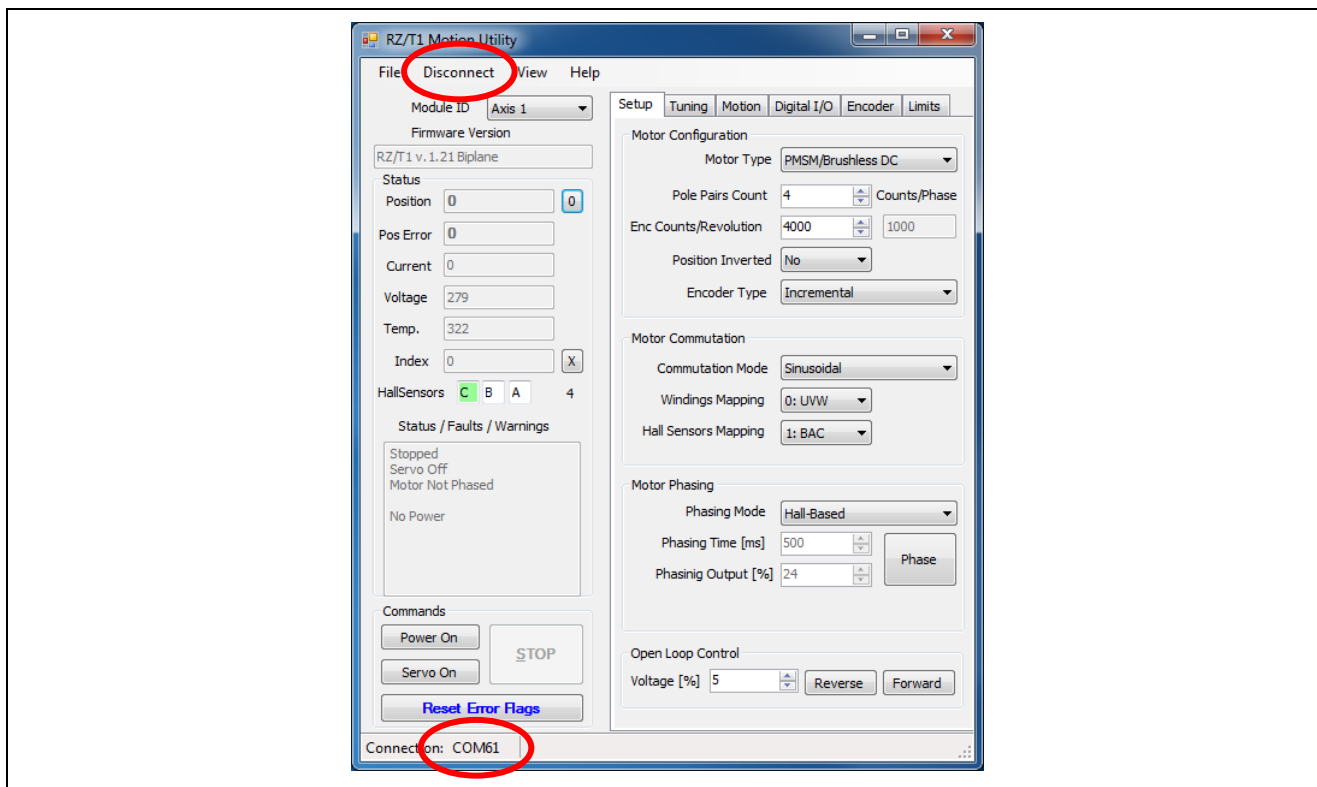 RZ/T1 Motion Utility
File Disconnect View Help
Module ID Axis 1
Firmware Version
RZ/T1 v.1.21 Biplane
Status
Position 0 0
Pos Error 0
Current 0
Voltage 279
Temp. 322
Index 0 X
HallSensors C B A 4
Status / Faults / Warnings
Stopped
Servo Off
Motor Not Phased
No Power
Commands
Power On
STOP
Servo On
Reset Error Flags
Setup Tuning Motion Digital I/O Encoder Limits
Motor Configuration
Motor Type PMSM/Brushless DC
Pole Pairs Count 4 Counts/Phase
Enc Counts/Revolution 4000 1000
Position Inverted No
Encoder Type Incremental
Motor Commutation
Commutation Mode Sinusoidal
Windings Mapping 0: UVW
Hall Sensors Mapping 1: BAC
Motor Phasing
Phasing Mode Hall-Based
Phasing Time [ms] 500
Phase
Phasinig Output [%] 24
Open Loop Control
Voltage [%] 5 Reverse Forward
Connection: COM61